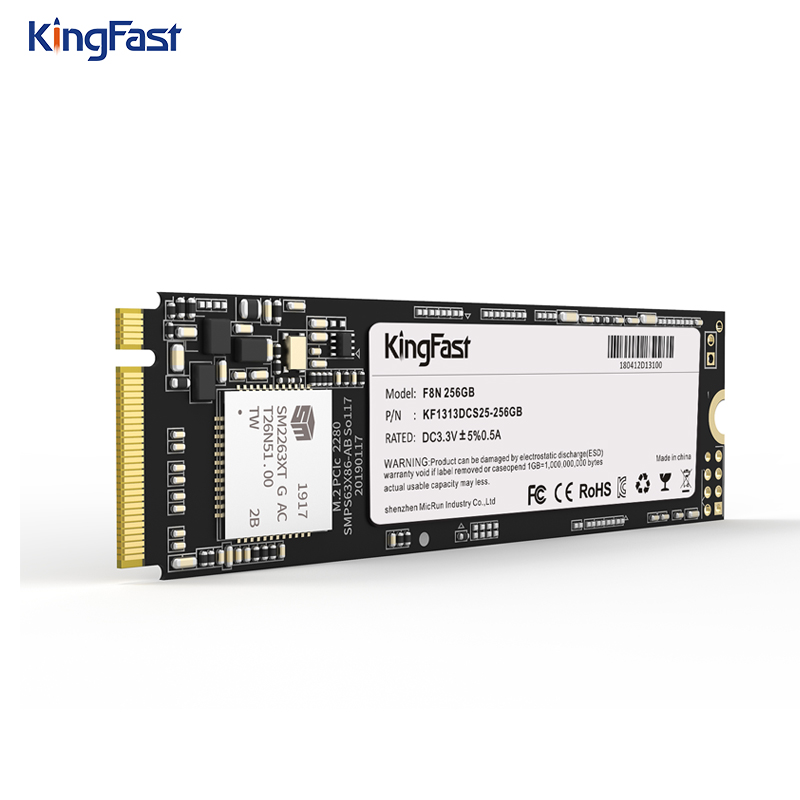 KingFast
KingFast
180412D13100
Model: F8N 256GB
P/N : KF1313DCS25-256GB
RATED: DC3.3V±5%0.5A
WARNING:Product can be damaged by electrostatic discharge(ESD)
warranty void if label removed or caseopend 1GB=1,000,000,000 bytes
actual usable capacity may less.
Made in china
shenzhen MicRun Industry Co.,Ltd
FC CE RoHS
SM2263XT G AC
T26N51.00
TW
1917
2B
M.2 PCIc 2280
SMPS63X86-AB So117
20190117